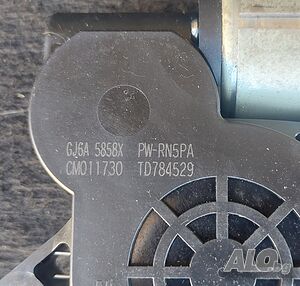 GJ6A 5858X PW-RN5PA
CM011730 TD784529
ALO.bg